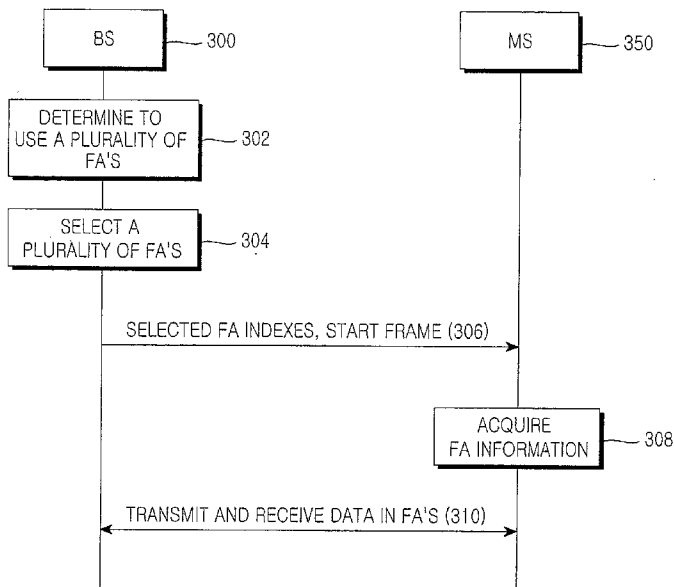 BS
300
MS
350
DETERMINE TO
USE A PLURALITY OF
FA'S
302
SELECT A
PLURALITY OF FA'S
304
SELECTED FA INDEXES, START FRAME (306)
ACQUIRE
FA INFORMATION
308
TRANSMIT AND RECEIVE DATA IN FA'S (310)